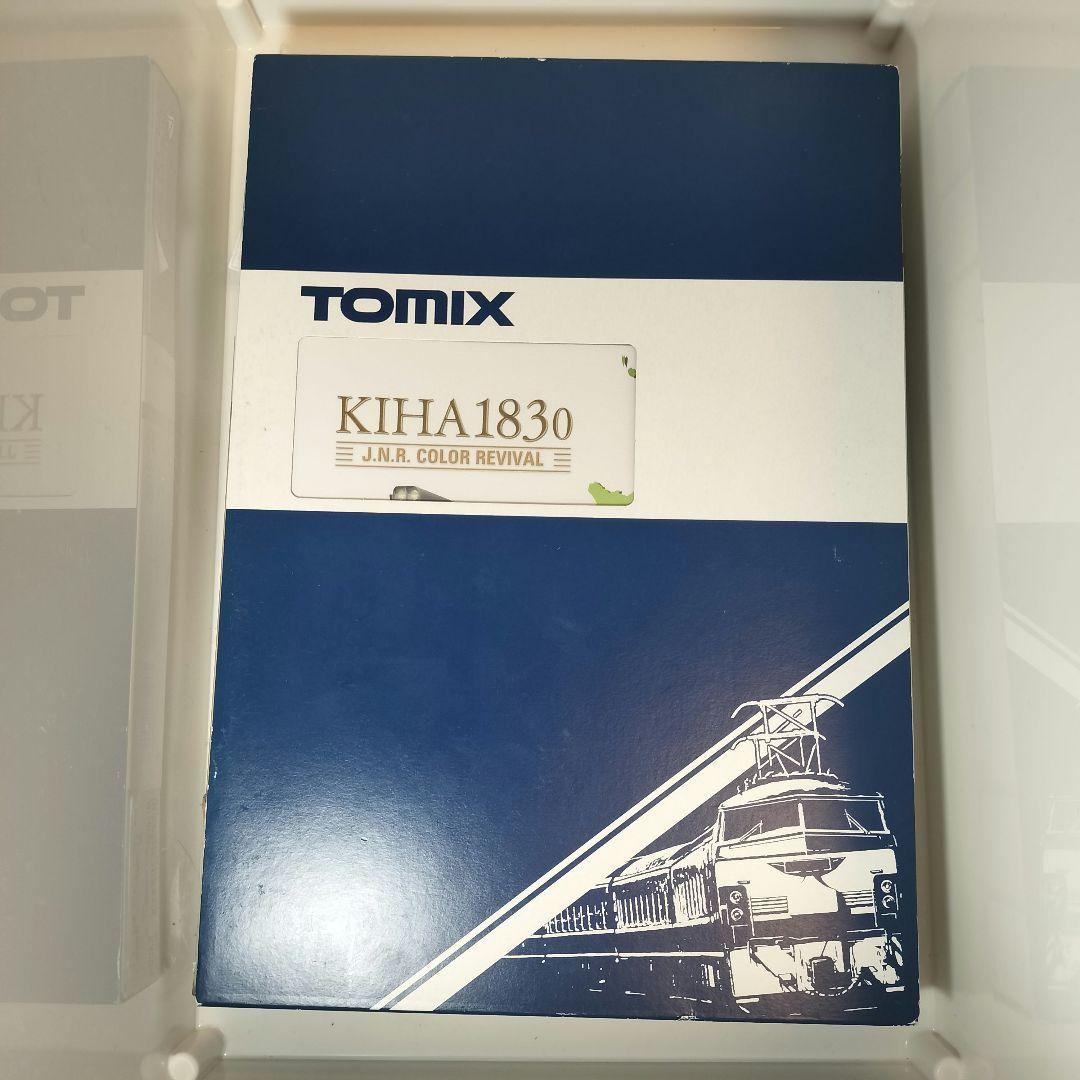 TOMIX
KIHA1830
J.N.R. COLOR REVIVAL